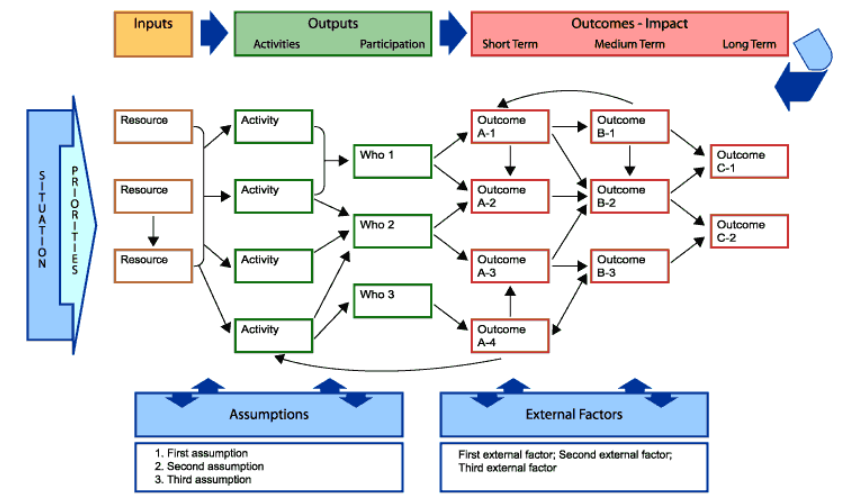 Inputs
Outputs
Activities
Participation
Outcomes - Impact
Short Term
Medium Term
Long Term
SITUATION
PRIORITIES
Resource
Resource
Resource
Activity
Activity
Activity
Activity
Who 1
Who 2
Who 3
Outcome
A-1
Outcome
A-2
Outcome
A-3
Outcome
A-4
Outcome
B-1
Outcome
B-2
Outcome
B-3
Outcome
C-1
Outcome
C-2
Assumptions
1. First assumption
2. Second assumption
3. Third assumption
External Factors
First external factor; Second external factor;
Third external factor